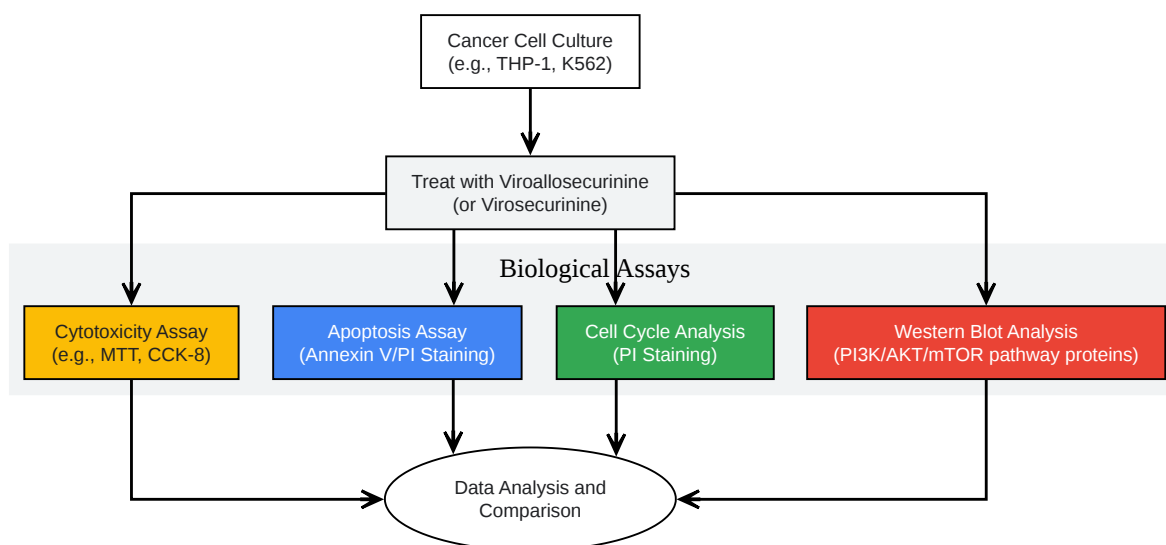 Cancer Cell Culture
(e.g., THP-1, K562)
Treat with Viroallosecurinine
(or Virosecurinine)
Biological Assays
Cytotoxicity Assay
(e.g., MTT, CCK-8)
Apoptosis Assay
(Annexin V/PI Staining)
Cell Cycle Analysis
(PI Staining)
Western Blot Analysis
(PI3K/AKT/mTOR pathway proteins)
Data Analysis and
Comparison